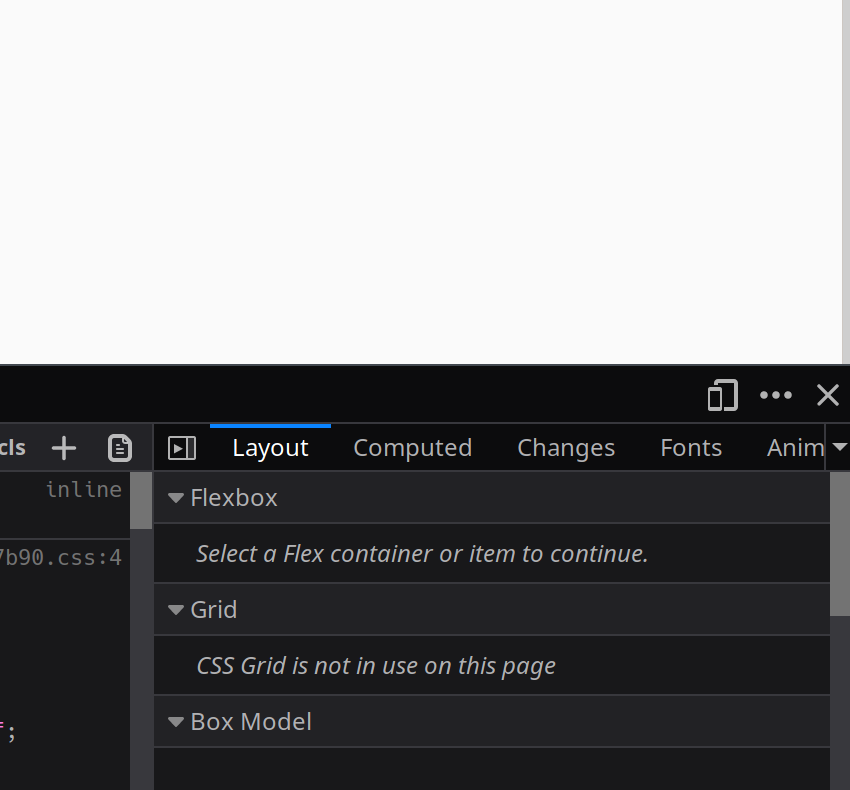 cls
Layout Computed Changes Fonts Anim
inline
Flexbox
7b90.css:4
Select a Flex container or item to continue.
Grid
CSS Grid is not in use on this page
Box Model
;